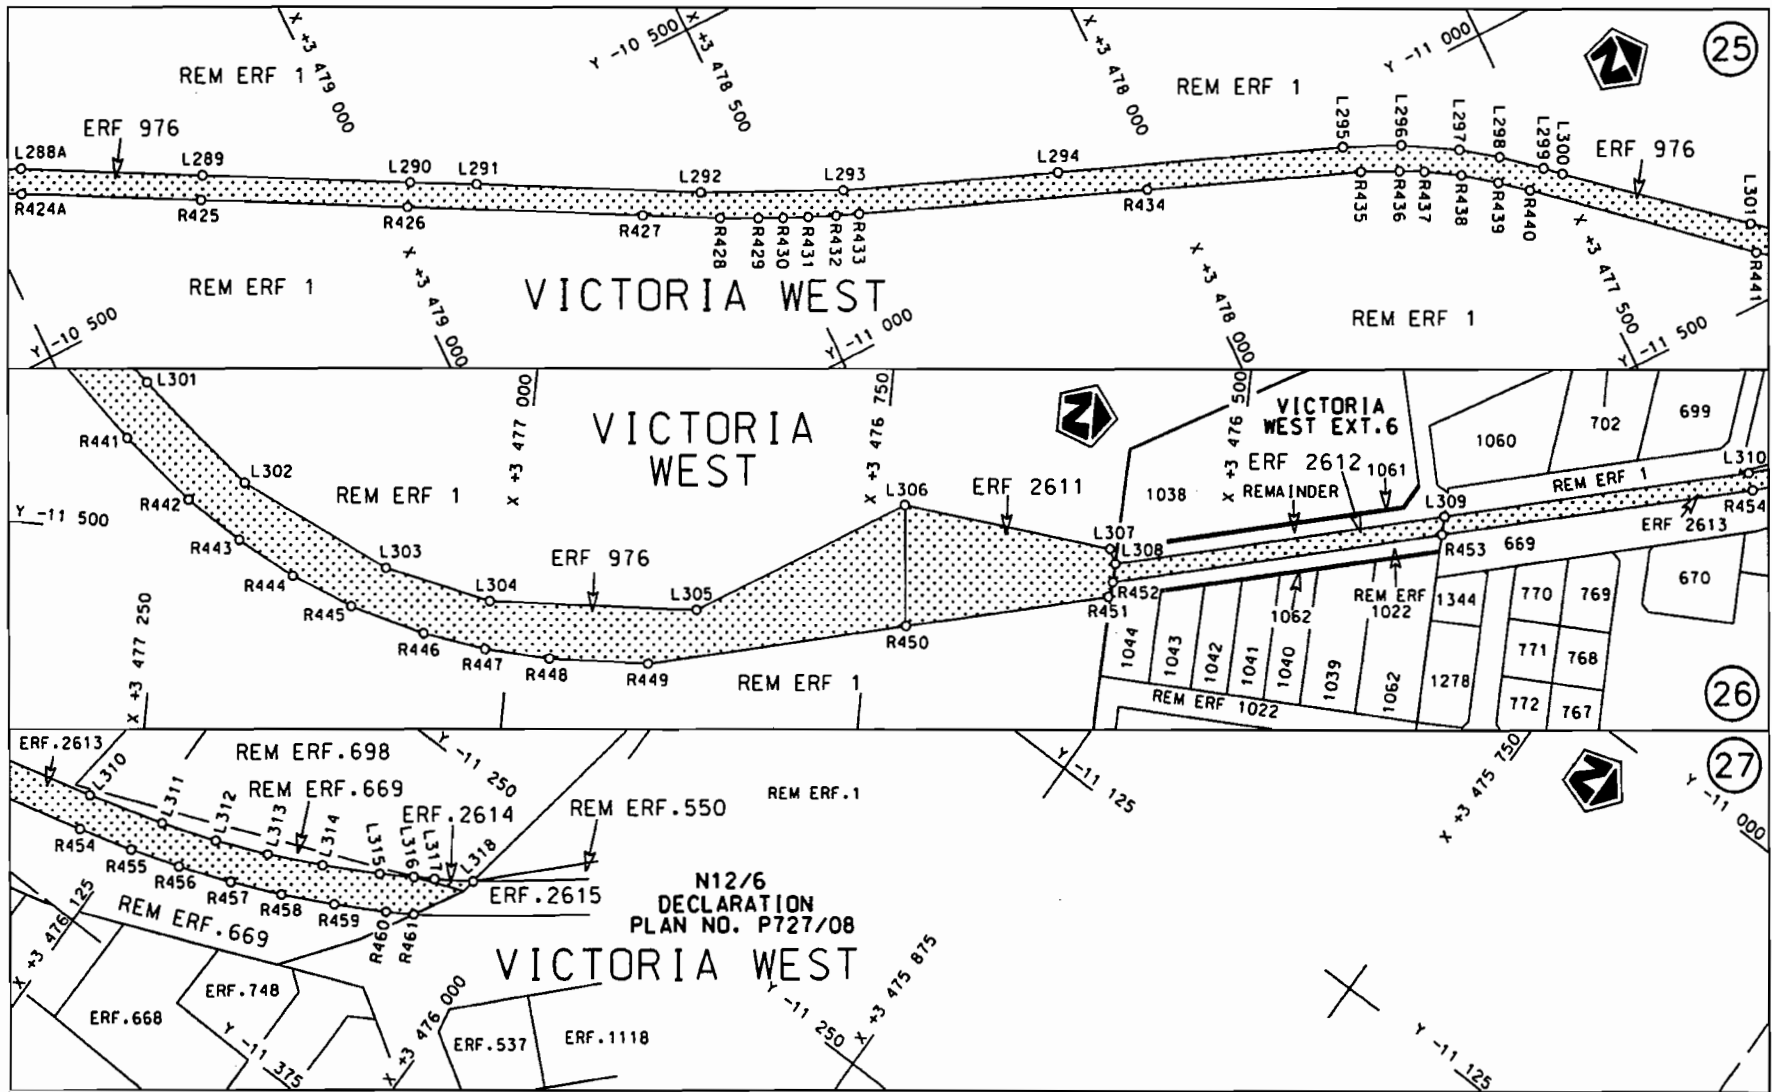 25
X +3 479 000
Y -10 500
X +3 478 500
X +3 478 000
Y -11 000
REM ERF 1
REM ERF 1
ERF 976
ERF 976
L288A
L289
L290
L291
L292
L293
L294
L295
L296
L297
L298
L299
L300
L301
R424A
R425
R426
R427
R428
R429
R430
R431
R432
R433
R434
R435
R436
R437
R438
R439
R440
R441
REM ERF 1
VICTORIA WEST
REM ERF 1
Y -10 500
X +3 479 000
Y -11 000
X +3 478 000
X +3 477 500
Y -11 500
26
L301
R441
L302
R442
Y -11 500
R443
R444
R445
R446
R447
R448
R449
X +3 477 250
REM ERF 1
L303
L304
ERF 976
L305
X +3 477 000
VICTORIA
WEST
X +3 476 750
L306
ERF 2611
L307
L308
R450
R451
R452
REM ERF 1
1038
X +3 476 500
VICTORIA
WEST EXT.6
ERF 2612
1061
REMAINDER
L309
R453
1060
702
699
REM ERF 1
L310
R454
ERF 2613
669
1044
1043
1042
1041
1040
1062
1039
1062
REM ERF
1022
REM ERF 1022
1344
1278
770
769
771
768
772
767
670
27
ERF.2613
L310
REM ERF.698
REM ERF.669
Y -11 250
L311
L312
L313
L314
L315
L316
L317
L318
ERF.2614
REM ERF.550
REM ERF.1
Y -11 125
X +3 475 750
Y -11 000
R454
R455
R456
R457
R458
R459
R460
R461
ERF.2615
N12/6
DECLARATION
PLAN NO. P727/08
VICTORIA WEST
X +3 476 125
REM ERF.669
ERF.748
ERF.668
Y -11 375
X +3 476 000
ERF.537
ERF.1118
Y -11 250
X +3 475 875
Y -11 125